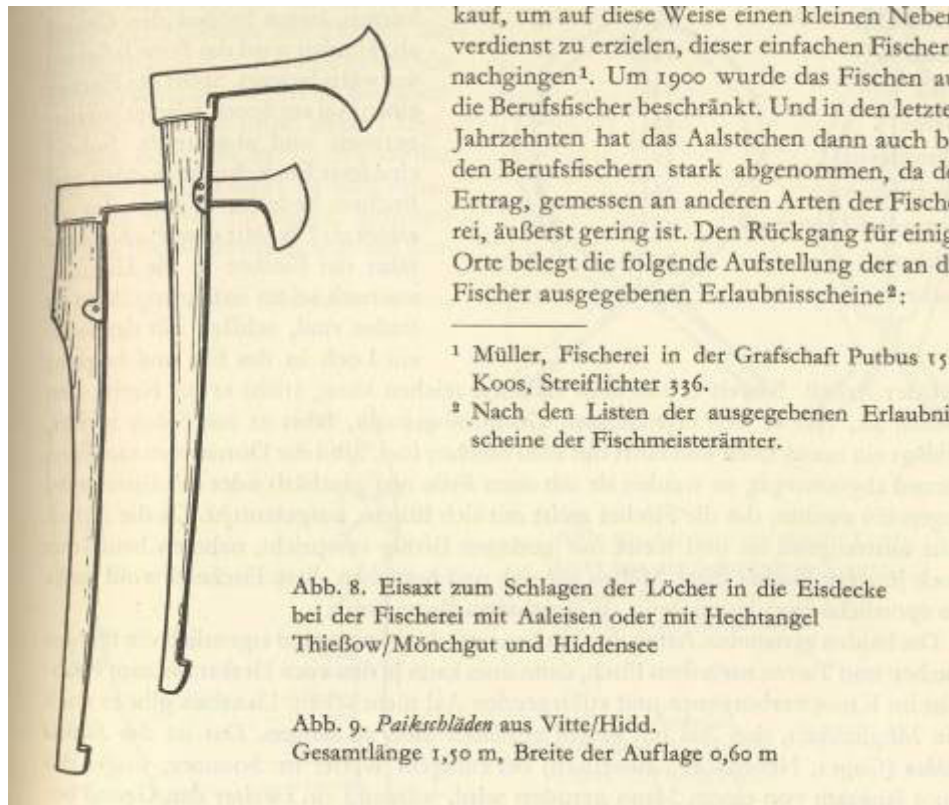 kauf, um auf diese Weise einen kleinen Neben
verdienst zu erzielen, dieser einfachen Fischer
nachgingen¹. Um 1900 wurde das Fischen au
die Berufsfischer beschränkt. Und in den letzte
Jahrzehnten hat das Aalstechen dann auch b
den Berufsfischern stark abgenommen, da de
Ertrag, gemessen an anderen Arten der Fische
rei, äußerst gering ist. Den Rückgang für einig
Orte belegt die folgende Aufstellung der an d
Fischer ausgegebenen Erlaubnisscheine²:
¹ Müller, Fischerei in der Grafschaft Putbus 15
Koos, Streiflichter 336.
² Nach den Listen der ausgegebenen Erlaubni
scheine der Fischmeisterämter.
Abb. 8. Eisaxt zum Schlagen der Löcher in die Eisdecke
bei der Fischerei mit Aaleisen oder mit Hechtangel
Thießow/Mönchgut und Hiddensee
Abb. 9. Paikschläden aus Vitte/Hidd.
Gesamtlänge 1,50 m, Breite der Auflage 0,60 m